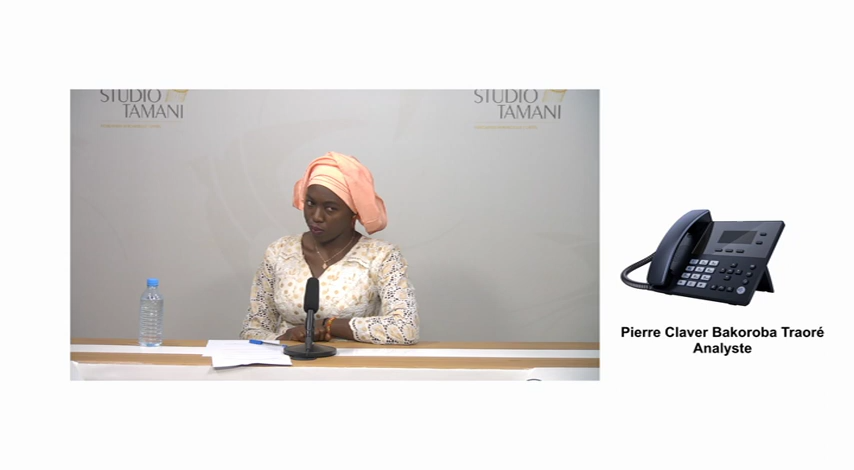 STUDIO
TAMANI
STUDIO
TAMANI
Pierre Claver Bakoroba Traoré
Analyste